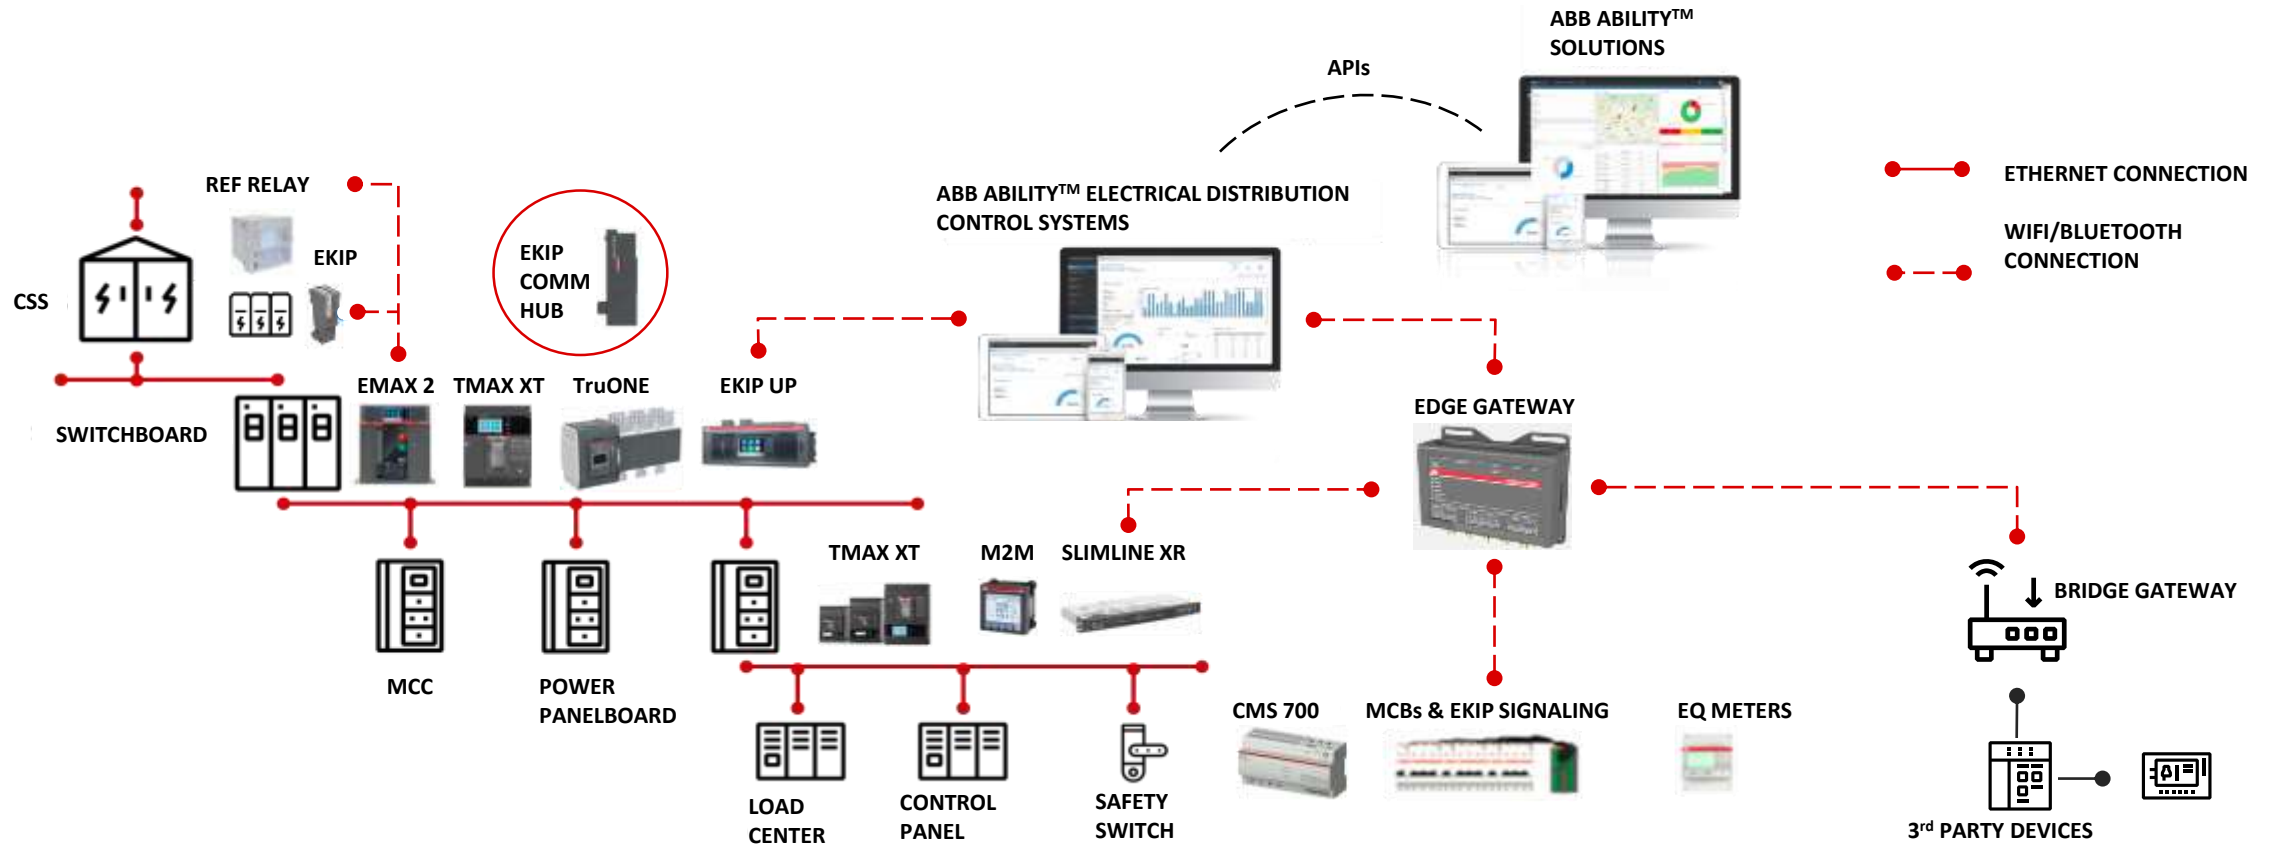 ABB ABILITY™
SOLUTIONS
APIs
ETHERNET CONNECTION
WIFI/BLUETOOTH
CONNECTION
ABB ABILITY™ ELECTRICAL DISTRIBUTION
CONTROL SYSTEMS
REF RELAY
EKIP
EKIP
COMM
HUB
CSS
EMAX 2
TMAX XT
TruONE
EKIP UP
SWITCHBOARD
EDGE GATEWAY
TMAX XT
M2M
SLIMLINE XR
BRIDGE GATEWAY
MCC
POWER
PANELBOARD
CMS 700
MCBs & EKIP SIGNALING
EQ METERS
LOAD
CENTER
CONTROL
PANEL
SAFETY
SWITCH
3rd PARTY DEVICES